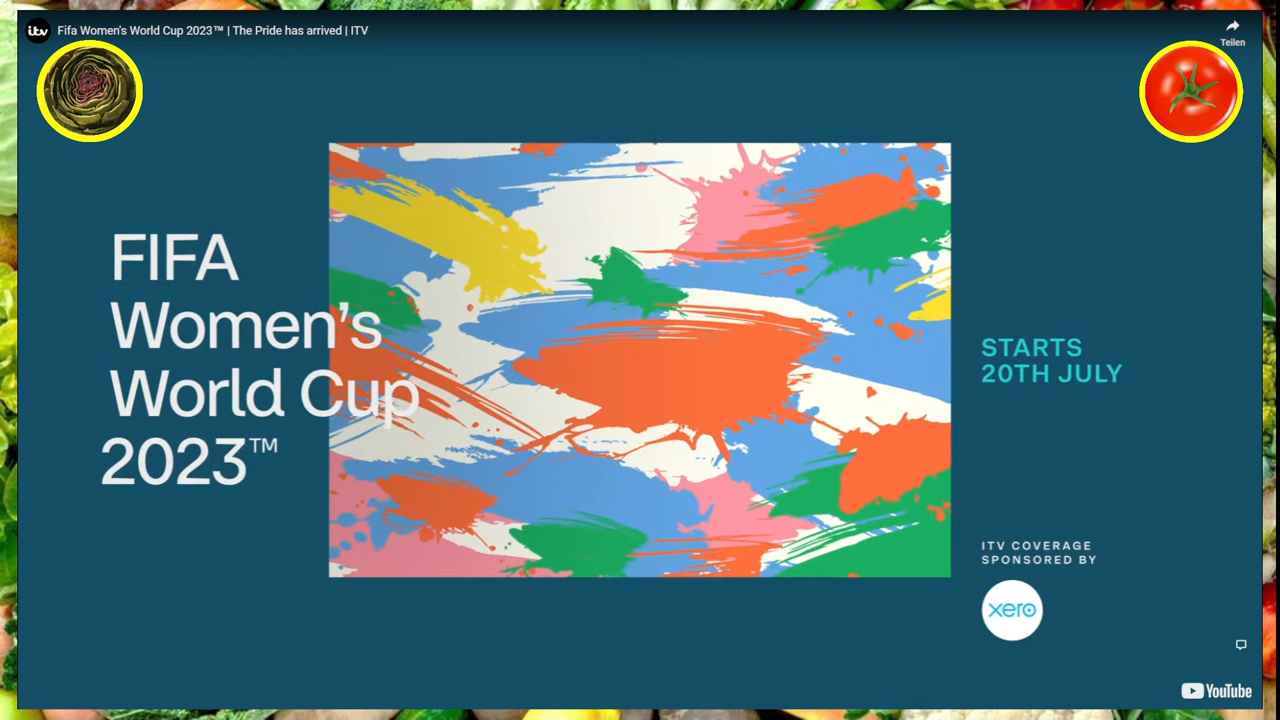 itv
Fifa Women's World Cup 2023™ | The Pride has arrived | ITV
Teilen
FIFA
Women's
World Cup
2023™
STARTS
20TH JULY
ITV COVERAGE
SPONSORED BY
xero
YouTube